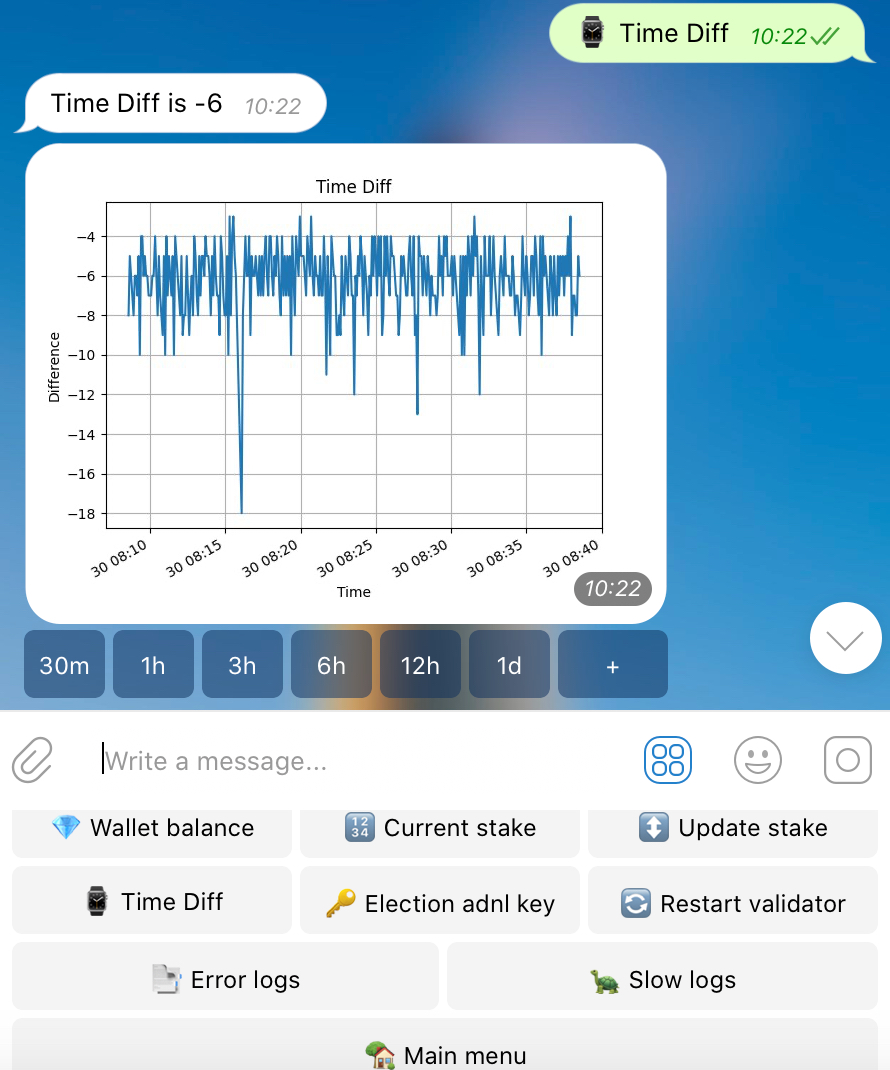 Time Diff 10:22
Time Diff is -6 10:22
Time Diff
−4
−6
−8
−10
−12
−14
−16
−18
Difference
30 08:10
30 08:15
30 08:20
30 08:25
30 08:30
30 08:35
30 08:40
Time
10:22
30m 1h 3h 6h 12h 1d +
Write a message...
Wallet balance 1234 Current stake Update stake
Time Diff Election adnl key Restart validator
Error logs Slow logs
Main menu